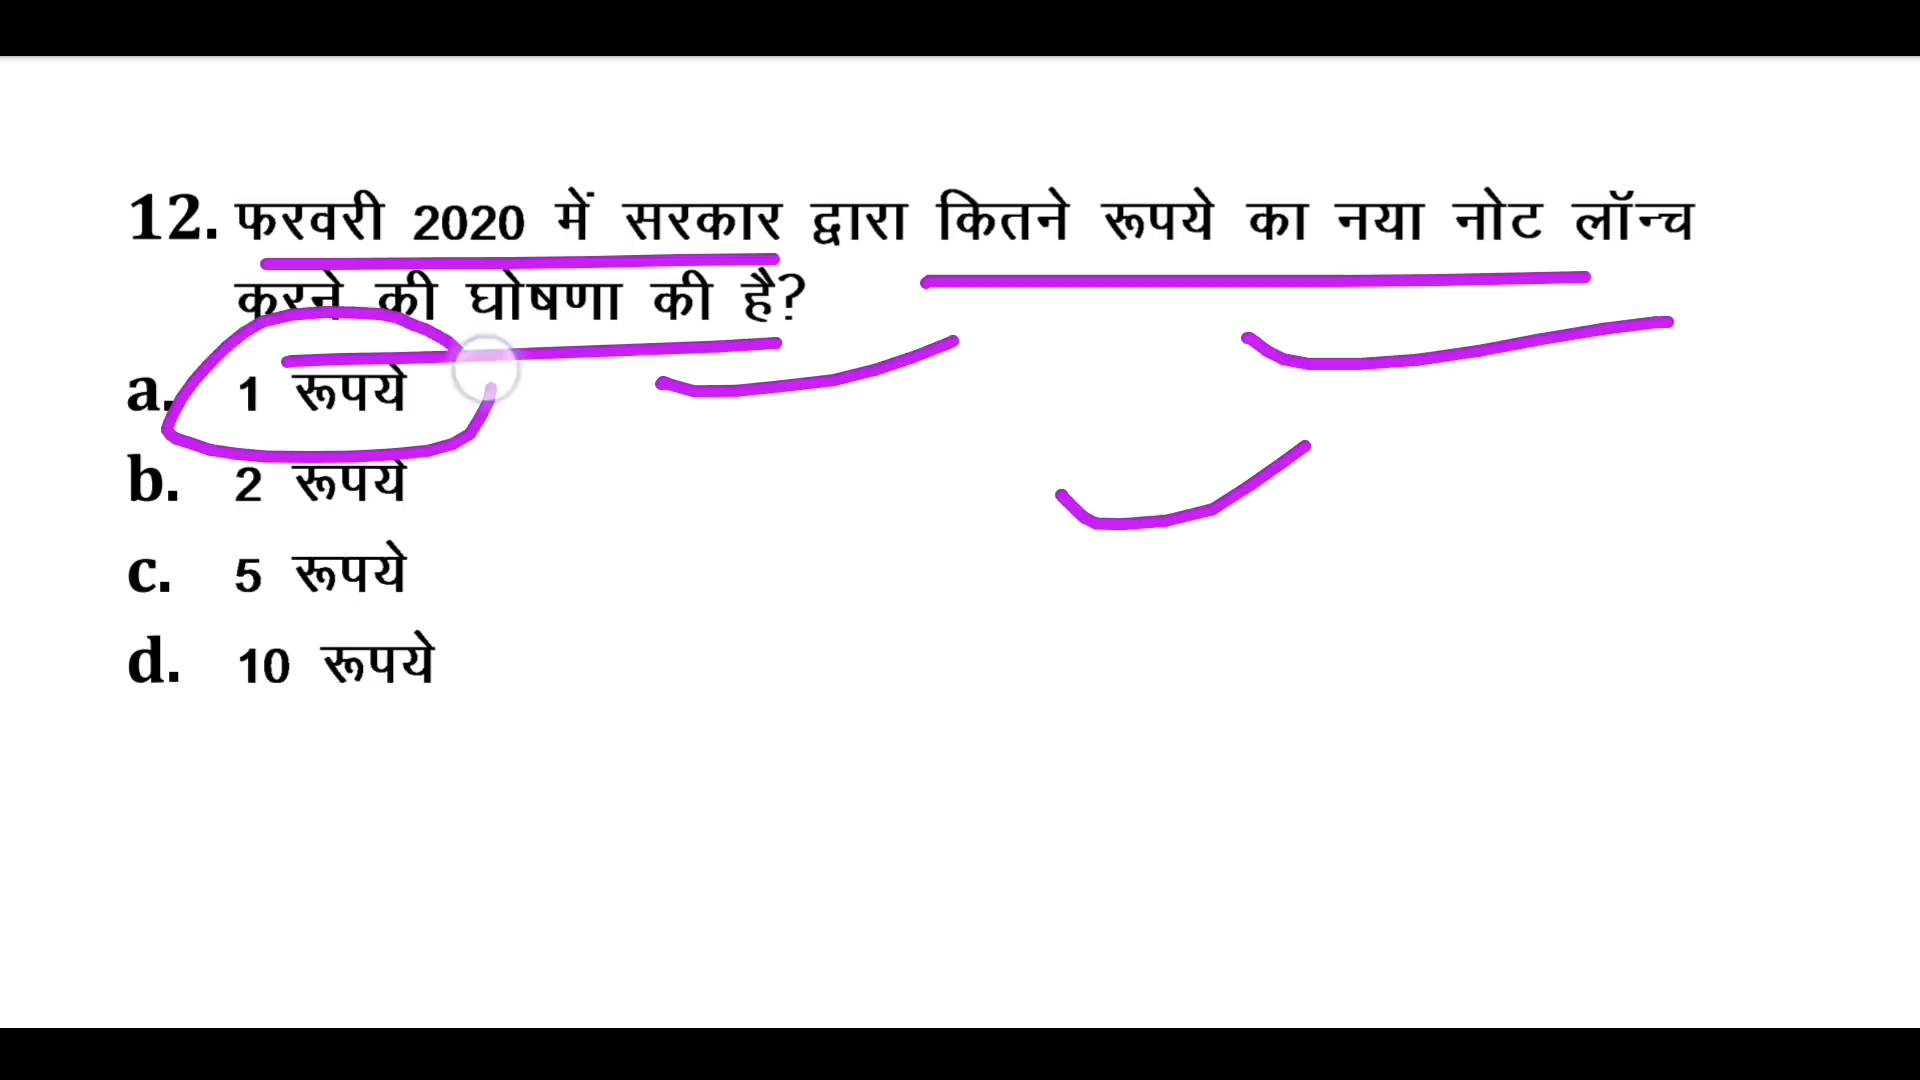 12. फरवरी 2020 में सरकार द्वारा कितने रूपये का नया नोट लॉन्च
करने की घोषणा की है?
a. 1 रूपये
b. 2 रूपये
c. 5 रूपये
d. 10 रूपये